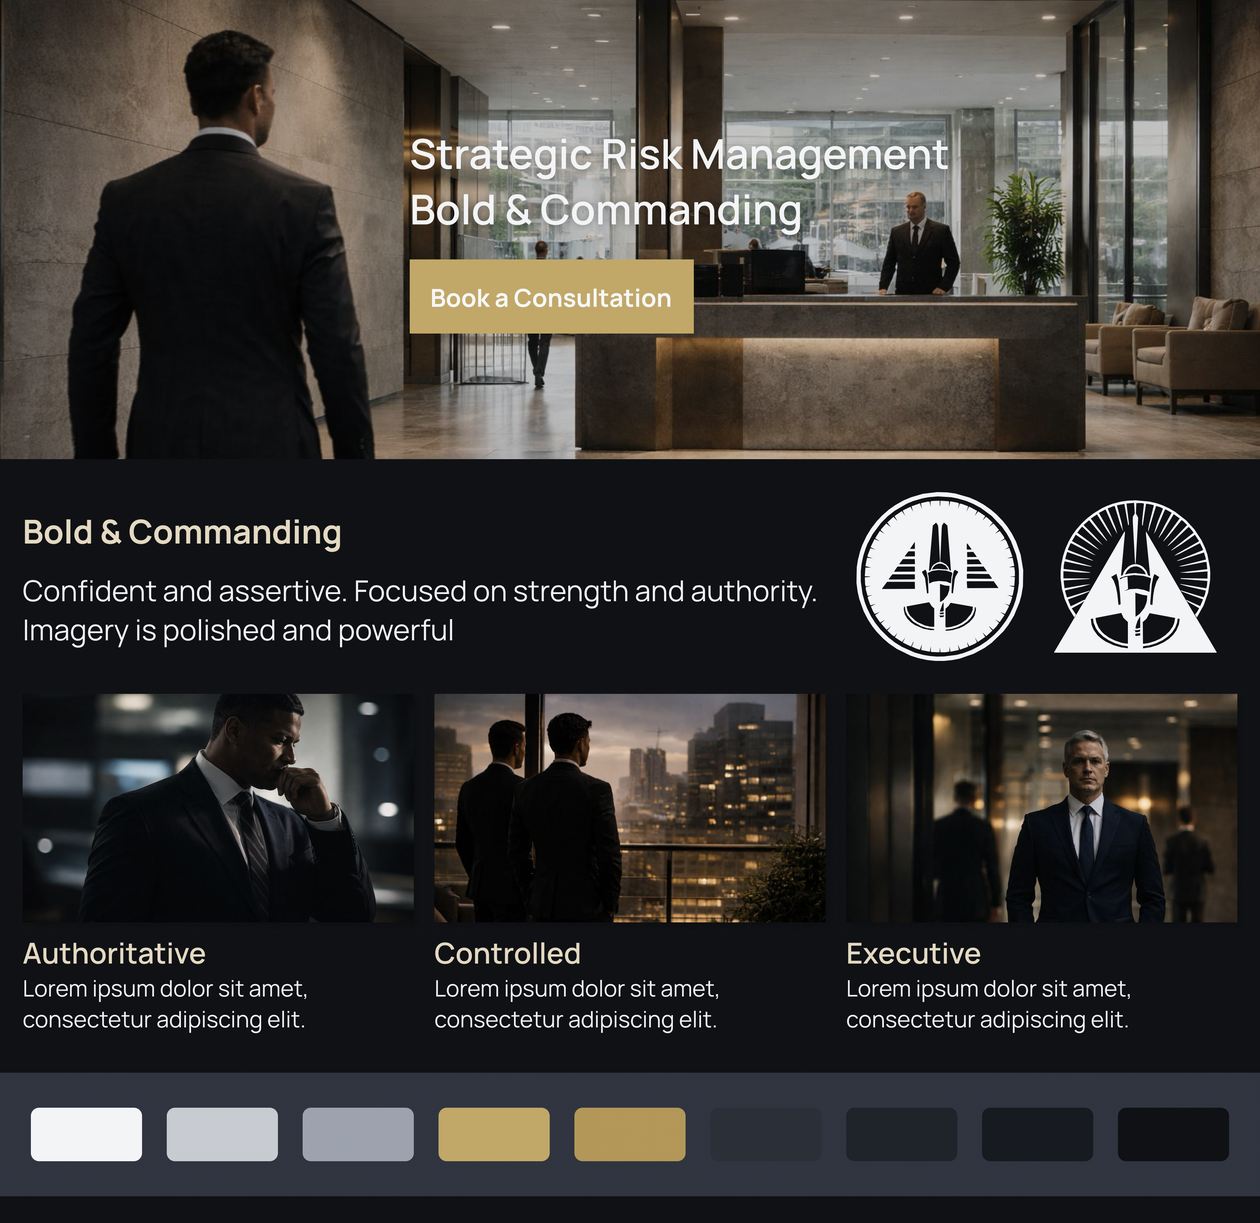 Strategic Risk Management
Bold & Commanding
Book a Consultation
Bold & Commanding
Confident and assertive. Focused on strength and authority.
Imagery is polished and powerful
Authoritative
Lorem ipsum dolor sit amet,
consectetur adipiscing elit.
Controlled
Lorem ipsum dolor sit amet,
consectetur adipiscing elit.
Executive
Lorem ipsum dolor sit amet,
consectetur adipiscing elit.